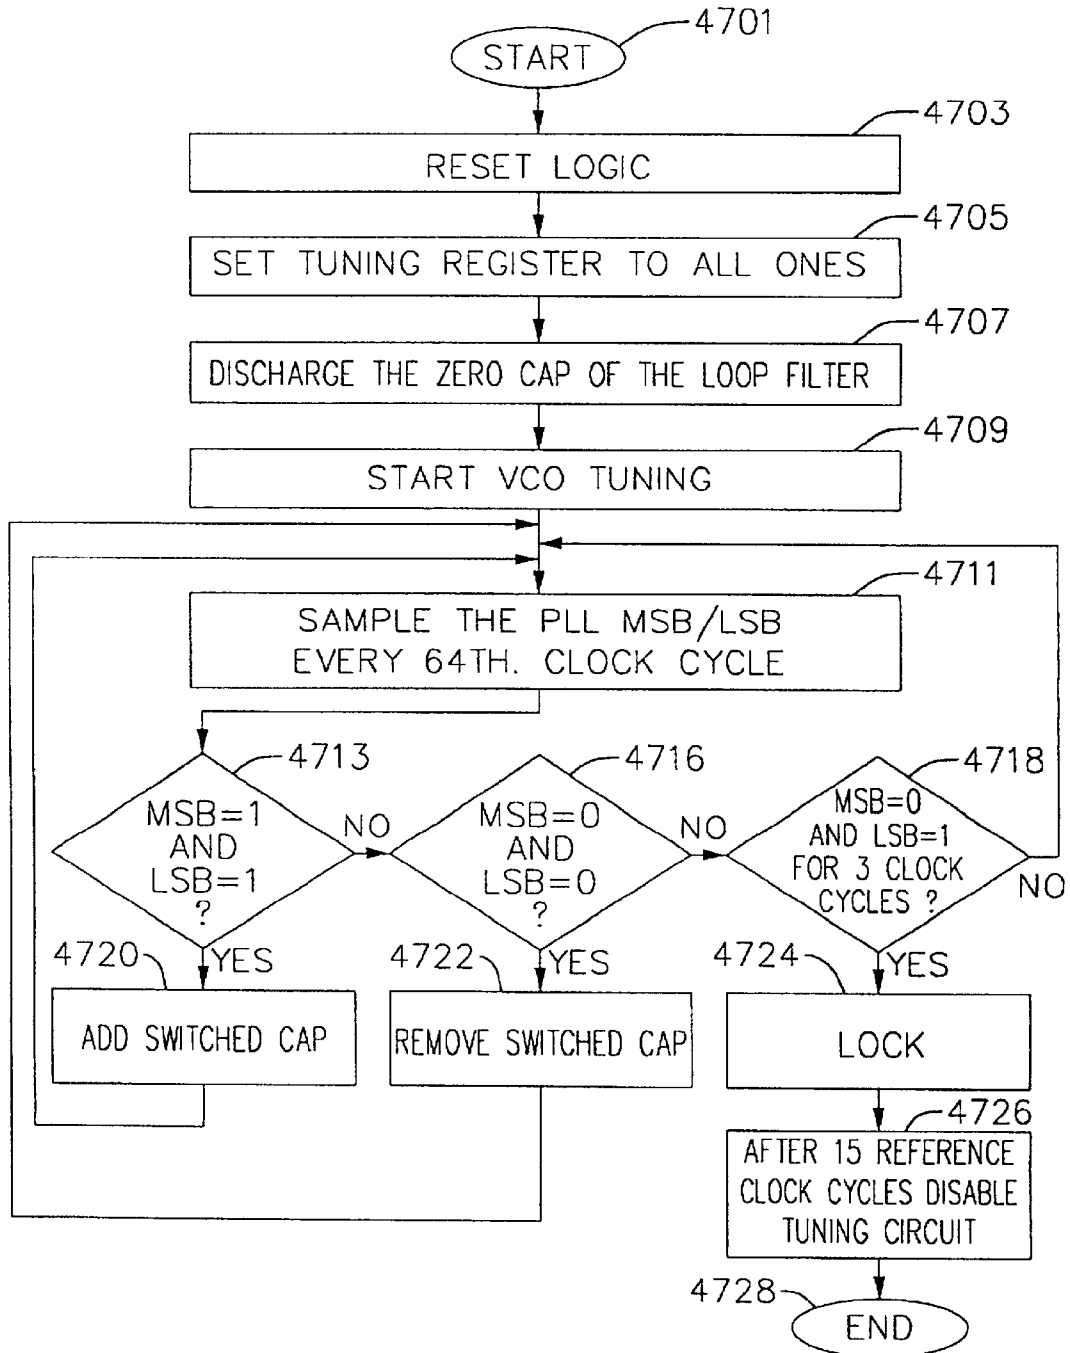 4701
START
4703
RESET LOGIC
4705
SET TUNING REGISTER TO ALL ONES
4707
DISCHARGE THE ZERO CAP OF THE LOOP FILTER
4709
START VCO TUNING
4711
SAMPLE THE PLL MSB/LSB
EVERY 64TH. CLOCK CYCLE
4713
MSB=1
AND
LSB=1
?
NO
YES
4716
MSB=0
AND
LSB=0
?
NO
YES
4718
MSB=0
AND LSB=1
FOR 3 CLOCK
CYCLES ?
NO
YES
4720
ADD SWITCHED CAP
4722
REMOVE SWITCHED CAP
4724
LOCK
4726
AFTER 15 REFERENCE
CLOCK CYCLES DISABLE
TUNING CIRCUIT
4728
END